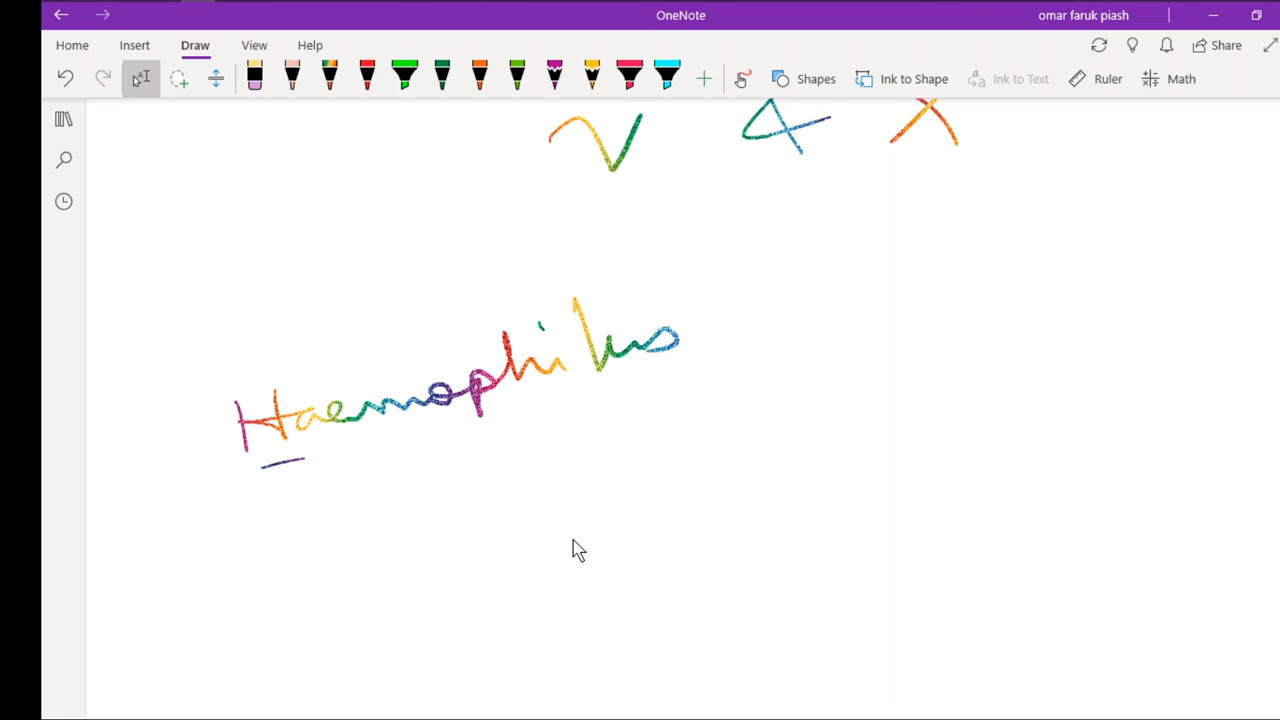 OneNote
omar faruk piash
Home Insert Draw View Help
Share
Shapes Ink to Shape Ink to Text Ruler Math
V & X
Haemophilus